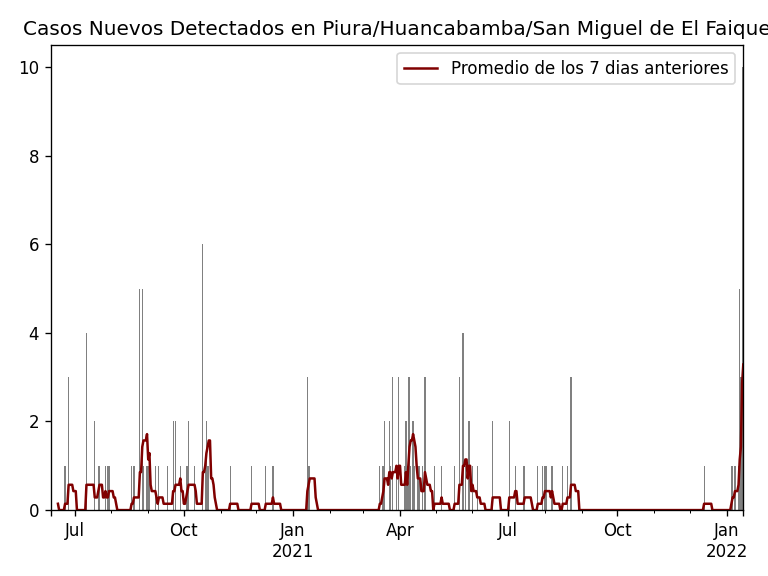 Casos Nuevos Detectados en Piura/Huancabamba/San Miguel de El Faique
Promedio de los 7 dias anteriores
10
8
6
4
2
0
Jul
Oct
Jan
2021
Apr
Jul
Oct
Jan
2022